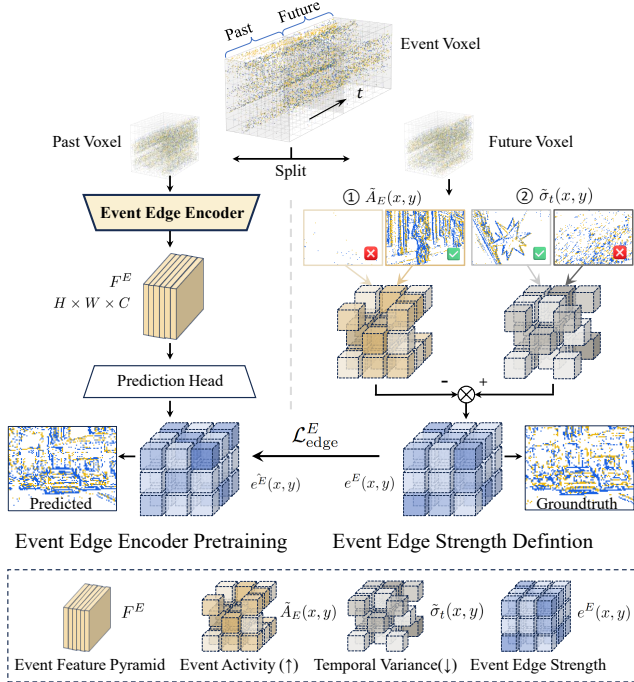 Past
Future
Event Voxel
t
Past Voxel
Future Voxel
Split
Event Edge Encoder
① Ã_E(x, y)
② σ̃_t(x, y)
F^E
H × W × C
Prediction Head
- +
ℒ^E_edge
Predicted
ê^E(x, y)
e^E(x, y)
Groundtruth
Event Edge Encoder Pretraining
Event Edge Strength Defintion
F^E
Ã_E(x, y)
σ̃_t(x, y)
e^E(x, y)
Event Feature Pyramid
Event Activity (↑)
Temporal Variance(↓)
Event Edge Strength